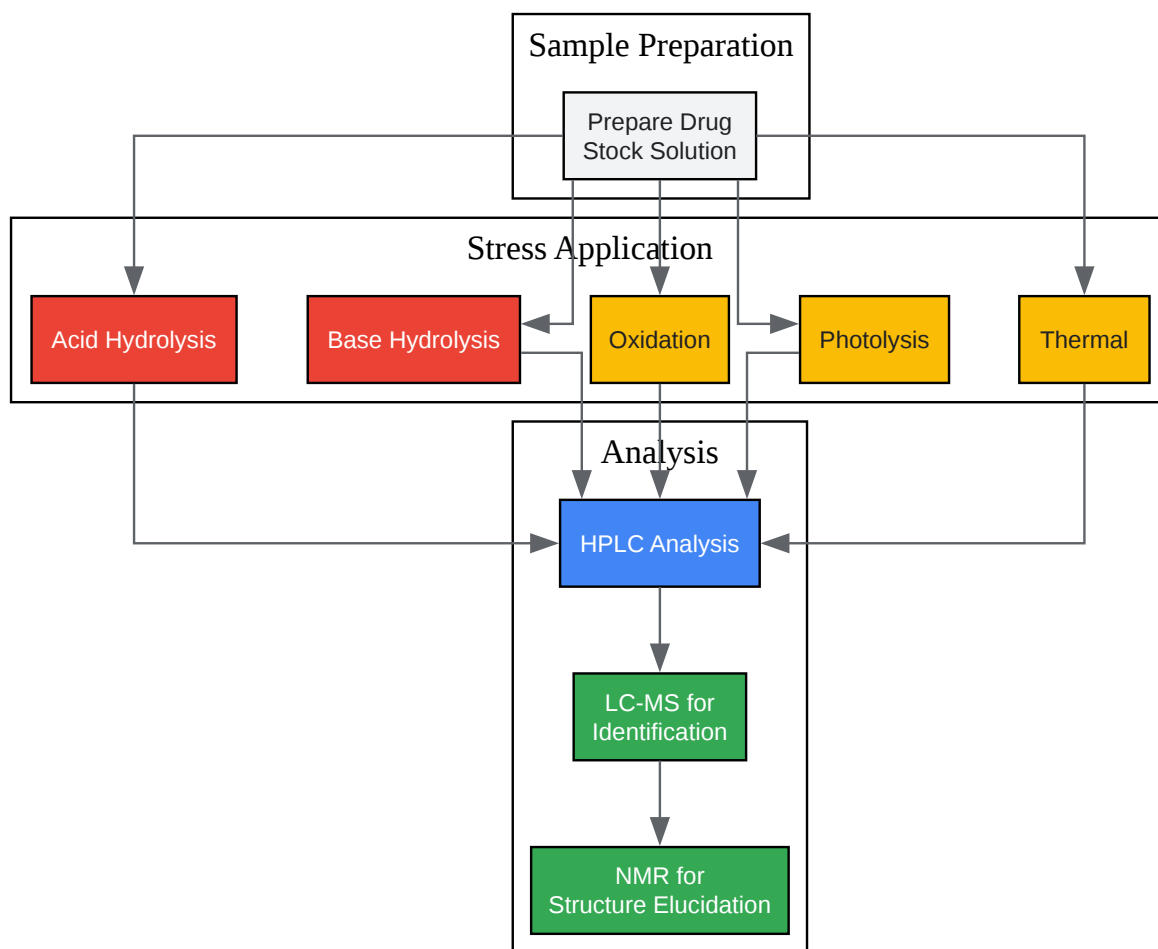 Sample Preparation
Prepare Drug
Stock Solution
Stress Application
Acid Hydrolysis
Base Hydrolysis
Oxidation
Photolysis
Thermal
Analysis
HPLC Analysis
LC-MS for
Identification
NMR for
Structure Elucidation